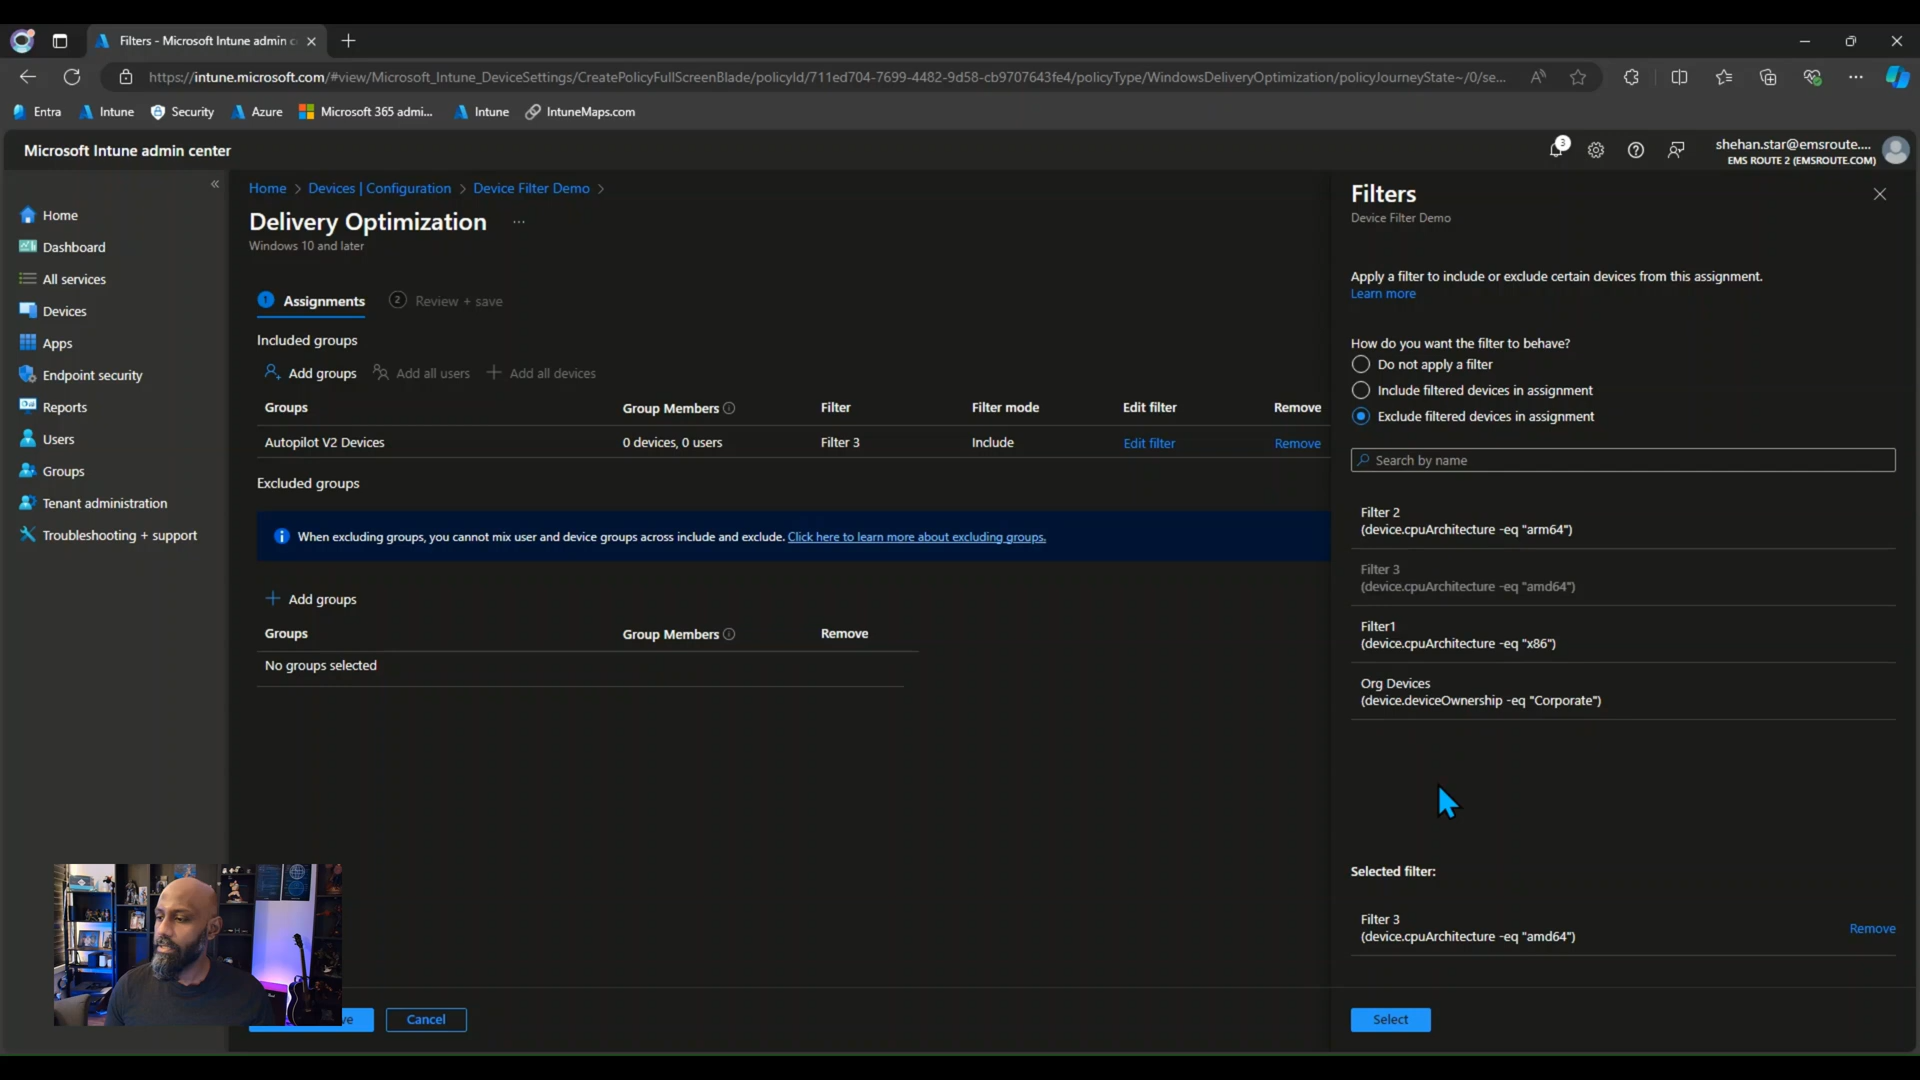 Filters - Microsoft Intune admin c
https://intune.microsoft.com/#view/Microsoft_Intune_DeviceSettings/CreatePolicyFullScreenBlade/policyId/711ed704-7699-4482-9d58-cb9707643fe4/policyType/WindowsDeliveryOptimization/policyJourneyState~/0/se...
Entra
Intune
Security
Azure
Microsoft 365 admi...
Intune
IntuneMaps.com
Microsoft Intune admin center
3
shehan.star@emsroute....
EMS ROUTE 2 (EMSROUTE.COM)
Home
Dashboard
All services
Devices
Apps
Endpoint security
Reports
Users
Groups
Tenant administration
Troubleshooting + support
Home > Devices | Configuration > Device Filter Demo >
Delivery Optimization ...
Windows 10 and later
1 Assignments 2 Review + save
Included groups
Add groups Add all users Add all devices
Groups Group Members Filter Filter mode Edit filter Remove
Autopilot V2 Devices 0 devices, 0 users Filter 3 Include Edit filter Remove
Excluded groups
When excluding groups, you cannot mix user and device groups across include and exclude. Click here to learn more about excluding groups.
Add groups
Groups Group Members Remove
No groups selected
Cancel
Filters
Device Filter Demo
Apply a filter to include or exclude certain devices from this assignment.
Learn more
How do you want the filter to behave?
Do not apply a filter
Include filtered devices in assignment
Exclude filtered devices in assignment
Search by name
Filter 2
(device.cpuArchitecture -eq "arm64")
Filter 3
(device.cpuArchitecture -eq "amd64")
Filter1
(device.cpuArchitecture -eq "x86")
Org Devices
(device.deviceOwnership -eq "Corporate")
Selected filter:
Filter 3
(device.cpuArchitecture -eq "amd64")
Remove
Select